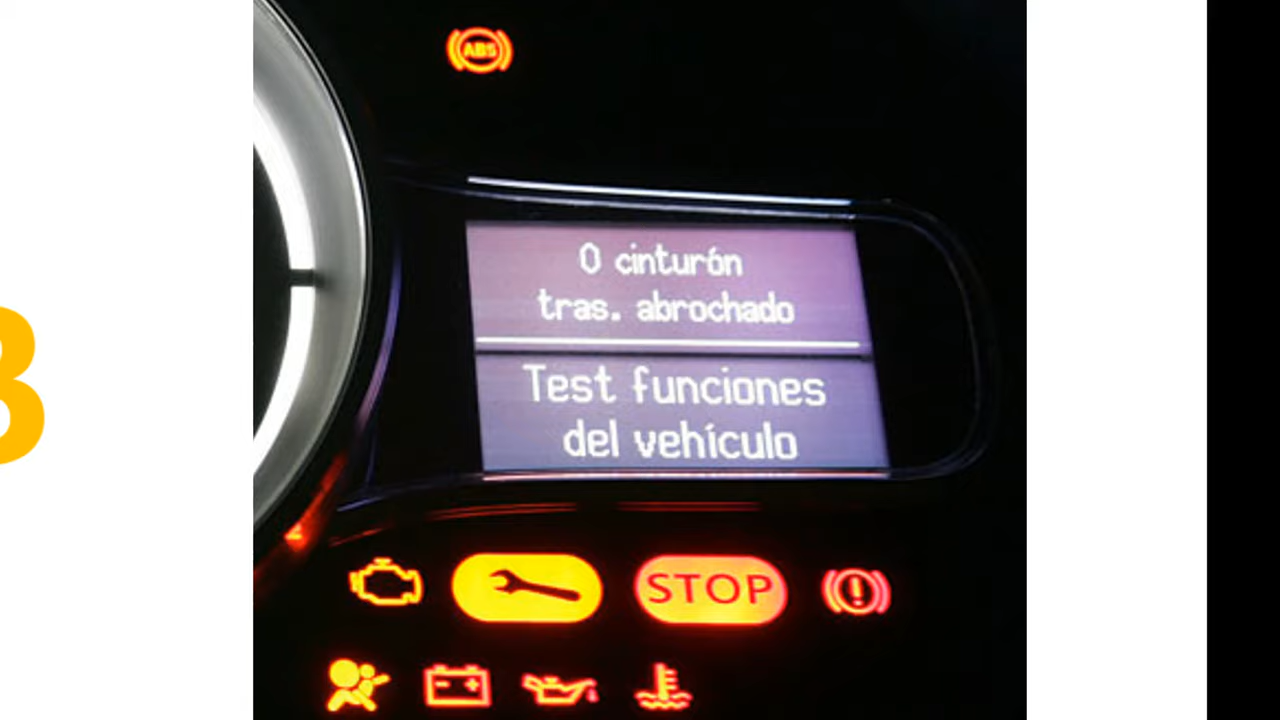 ABS
0 cinturón
tras. abrochado
Test funciones
del vehículo
STOP